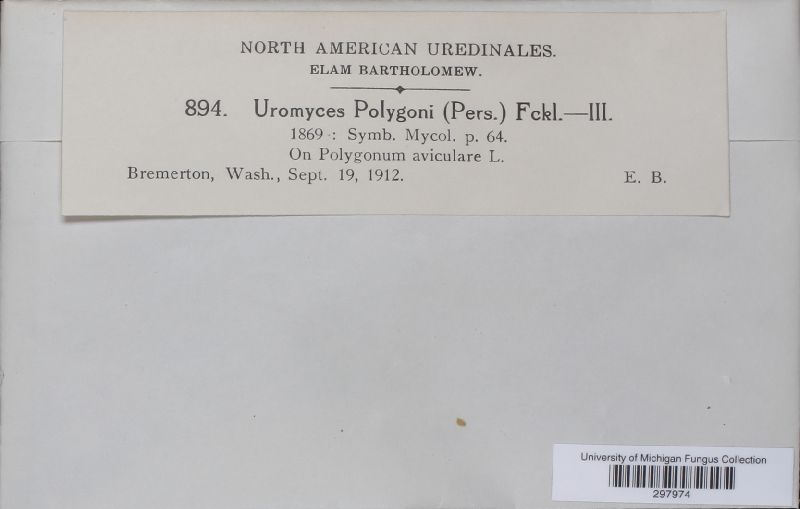 NORTH AMERICAN UREDINALES.
ELAM BARTHOLOMEW.
894. Uromyces Polygoni (Pers.) Fckl.—III.
1869 : Symb. Mycol. p. 64.
On Polygonum aviculare L.
Bremerton, Wash., Sept. 19, 1912. E. B.
University of Michigan Fungus Collection
297974